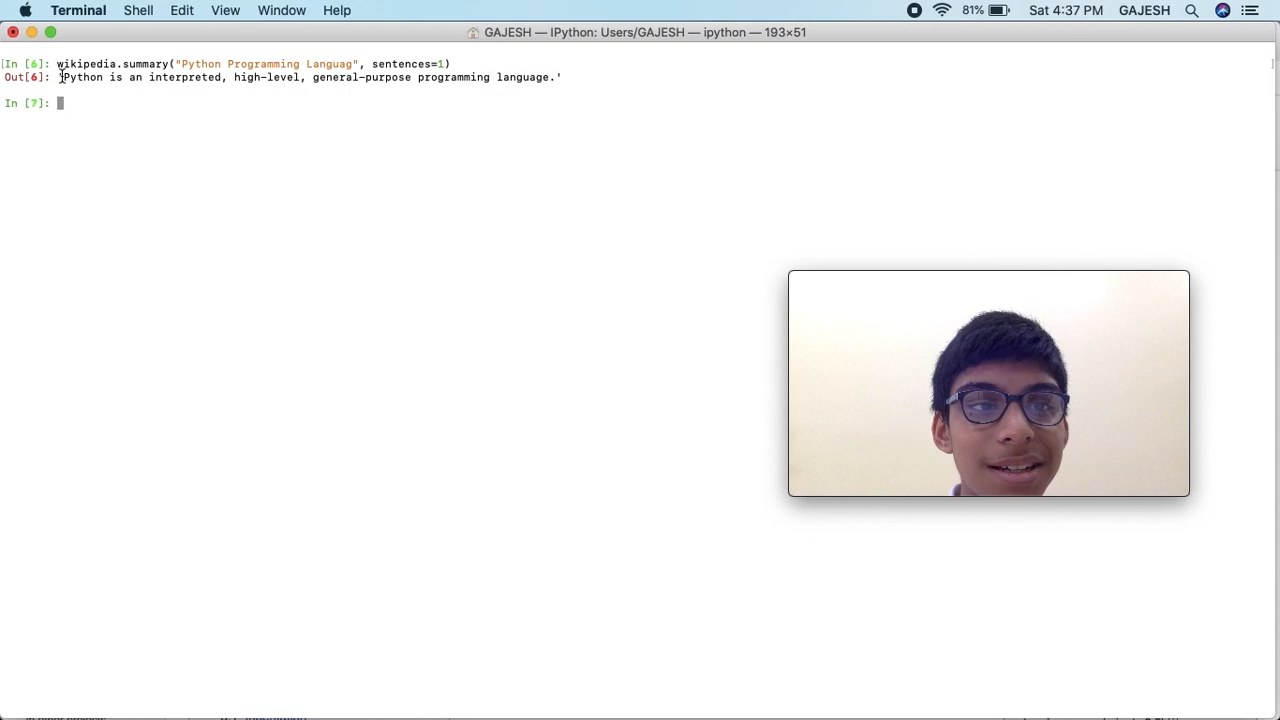 Terminal Shell Edit View Window Help 81% Sat 4:37 PM GAJESH
GAJESH — IPython: Users/GAJESH — ipython — 193×51
In [6]: wikipedia.summary("Python Programming Languag", sentences=1)
Out[6]: 'Python is an interpreted, high-level, general-purpose programming language.'
In [7]: